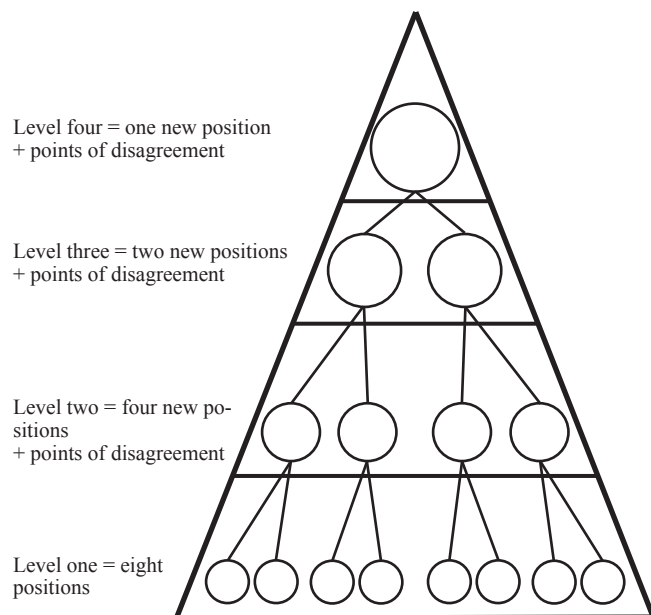 Level four = one new position
+ points of disagreement
Level three = two new positions
+ points of disagreement
Level two = four new po-
sitions
+ points of disagreement
Level one = eight
positions